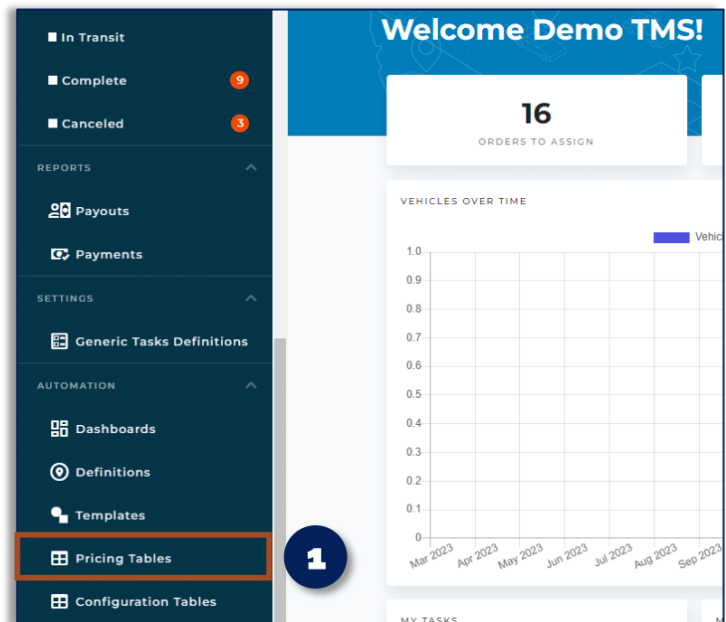 In Transit
Complete 9
Canceled 3
REPORTS
Payouts
Payments
SETTINGS
Generic Tasks Definitions
AUTOMATION
Dashboards
Definitions
Templates
Pricing Tables
Configuration Tables
1
Welcome Demo TMS!
16
ORDERS TO ASSIGN
VEHICLES OVER TIME
Vehicl
1.0
0.9
0.8
0.7
0.6
0.5
0.4
0.3
0.2
0.1
0
Mar 2023 Apr 2023 May 2023 Jun 2023 Jul 2023 Aug 2023 Sep 2023
MY TASKS